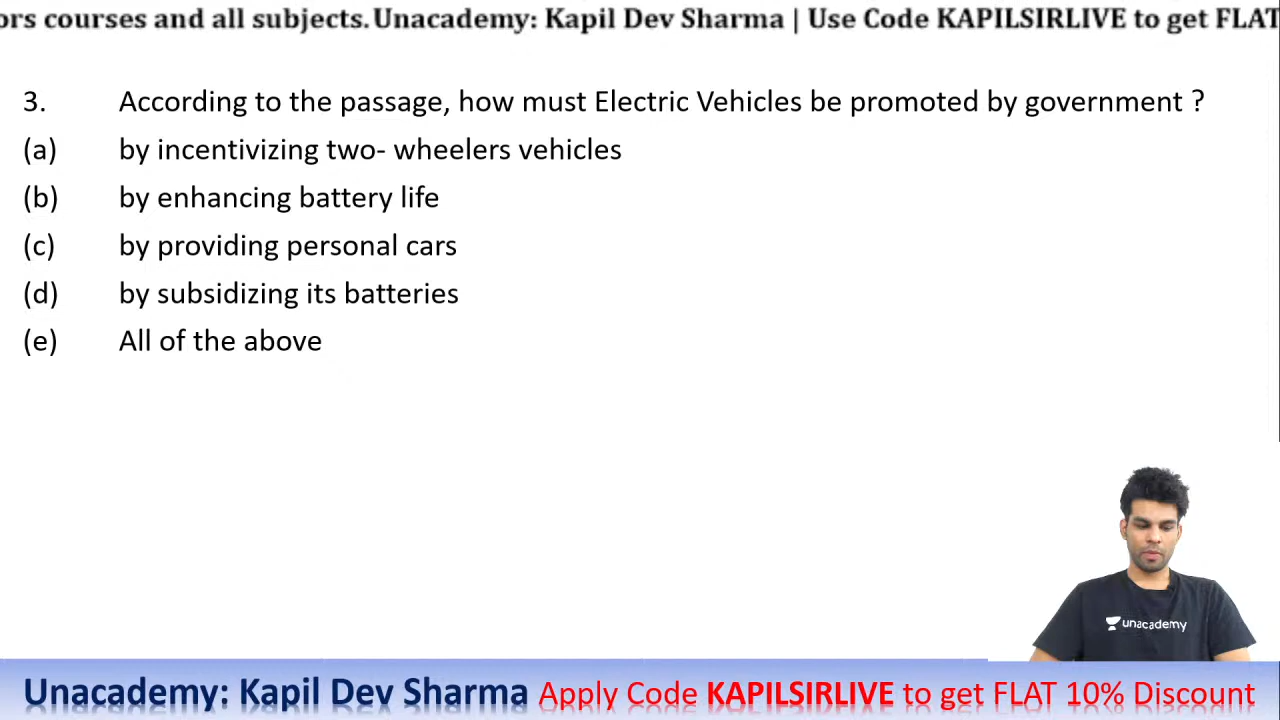 ors courses and all subjects. Unacademy: Kapil Dev Sharma | Use Code KAPILSIRLIVE to get FLAT
3. According to the passage, how must Electric Vehicles be promoted by government ?
(a) by incentivizing two- wheelers vehicles
(b) by enhancing battery life
(c) by providing personal cars
(d) by subsidizing its batteries
(e) All of the above
unacademy
Unacademy: Kapil Dev Sharma Apply Code KAPILSIRLIVE to get FLAT 10% Discount